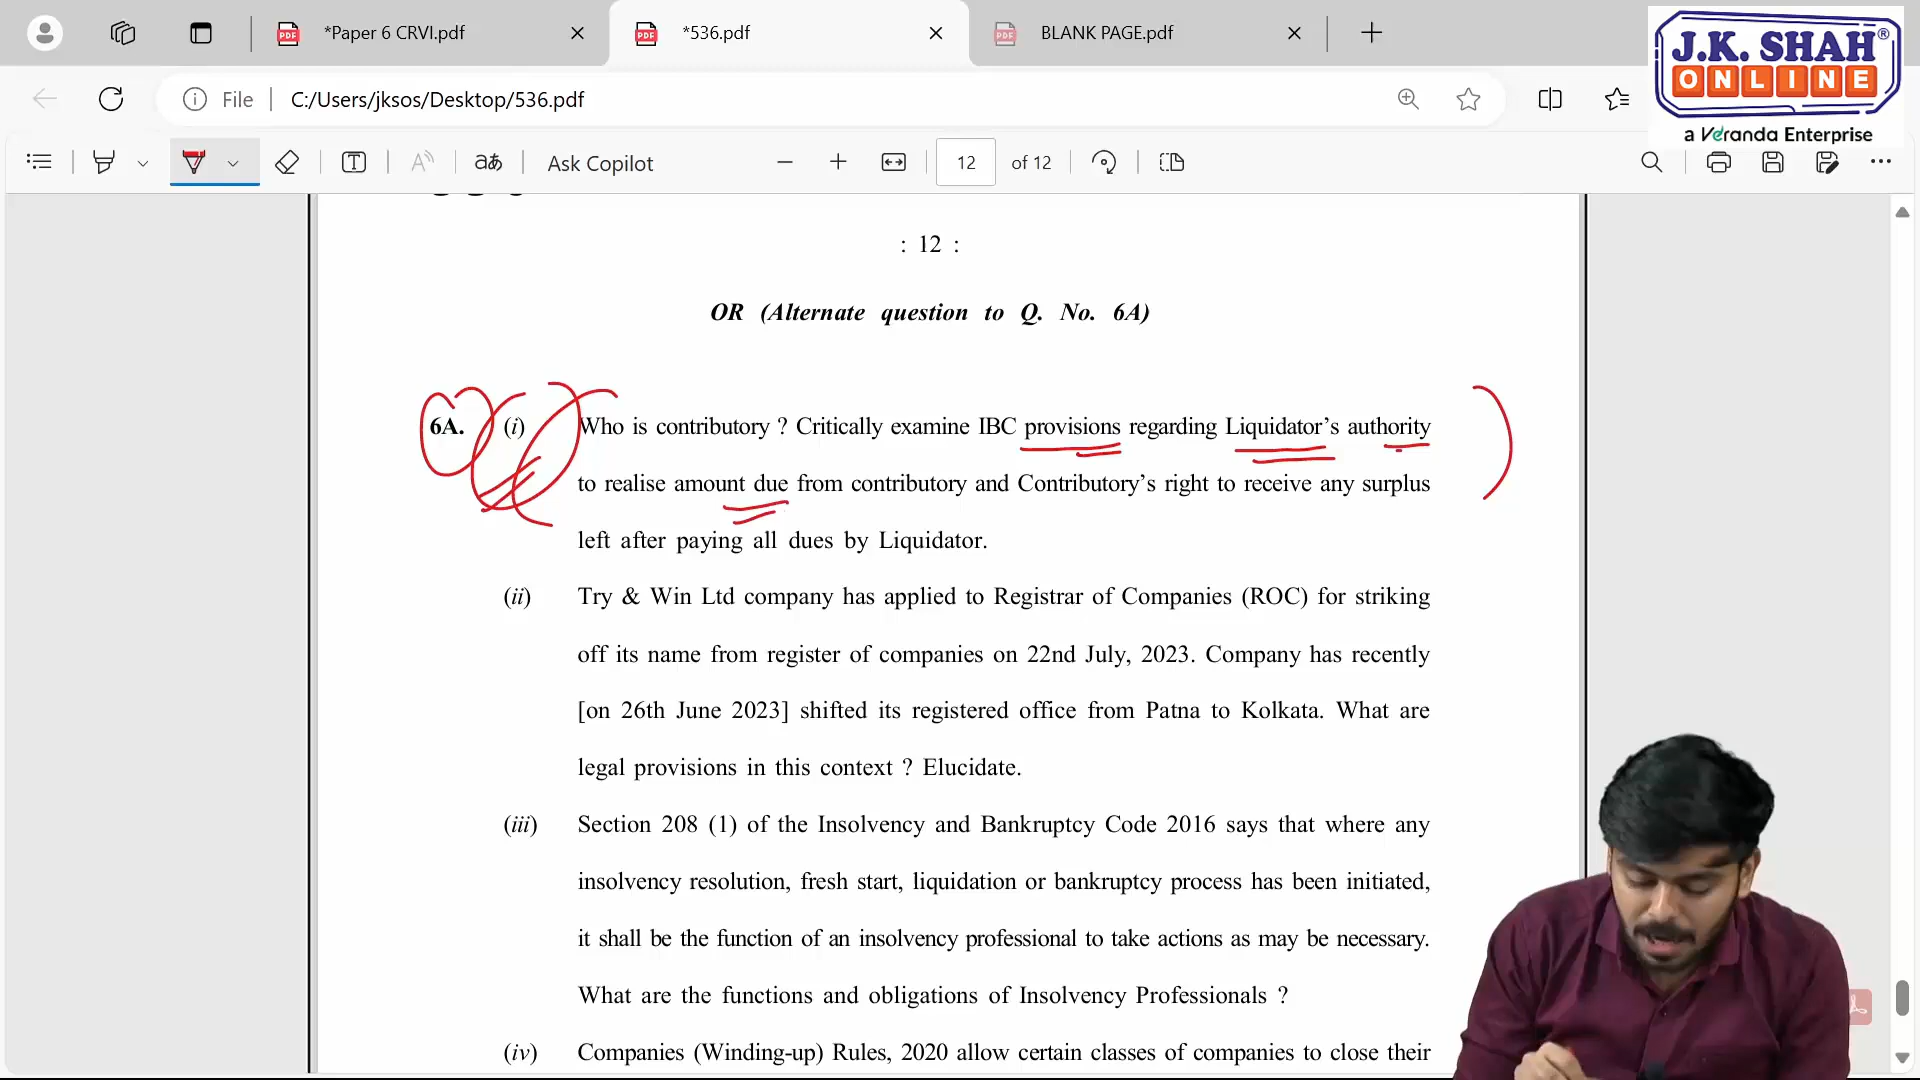 *Paper 6 CRVI.pdf
*536.pdf
BLANK PAGE.pdf
J.K. SHAH®
ONLINE
a Veranda Enterprise
File
C:/Users/jksos/Desktop/536.pdf
Ask Copilot
12
of 12
: 12 :
OR (Alternate question to Q. No. 6A)
6A. (i) Who is contributory ? Critically examine IBC provisions regarding Liquidator's authority
to realise amount due from contributory and Contributory's right to receive any surplus
left after paying all dues by Liquidator.
(ii) Try & Win Ltd company has applied to Registrar of Companies (ROC) for striking
off its name from register of companies on 22nd July, 2023. Company has recently
[on 26th June 2023] shifted its registered office from Patna to Kolkata. What are
legal provisions in this context ? Elucidate.
(iii) Section 208 (1) of the Insolvency and Bankruptcy Code 2016 says that where any
insolvency resolution, fresh start, liquidation or bankruptcy process has been initiated,
it shall be the function of an insolvency professional to take actions as may be necessary.
What are the functions and obligations of Insolvency Professionals ?
(iv) Companies (Winding-up) Rules, 2020 allow certain classes of companies to close their